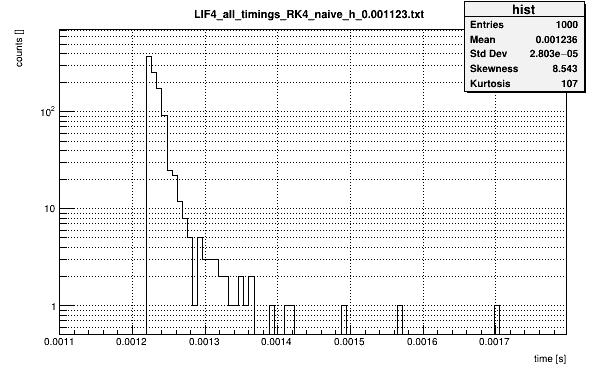 LIF4_all_timings_RK4_naive_h_0.001123.txt
hist
Entries 1000
Mean 0.001236
Std Dev 2.803e−05
Skewness 8.543
Kurtosis 107
counts []
10²
10
1
0.0011 0.0012 0.0013 0.0014 0.0015 0.0016 0.0017
time [s]